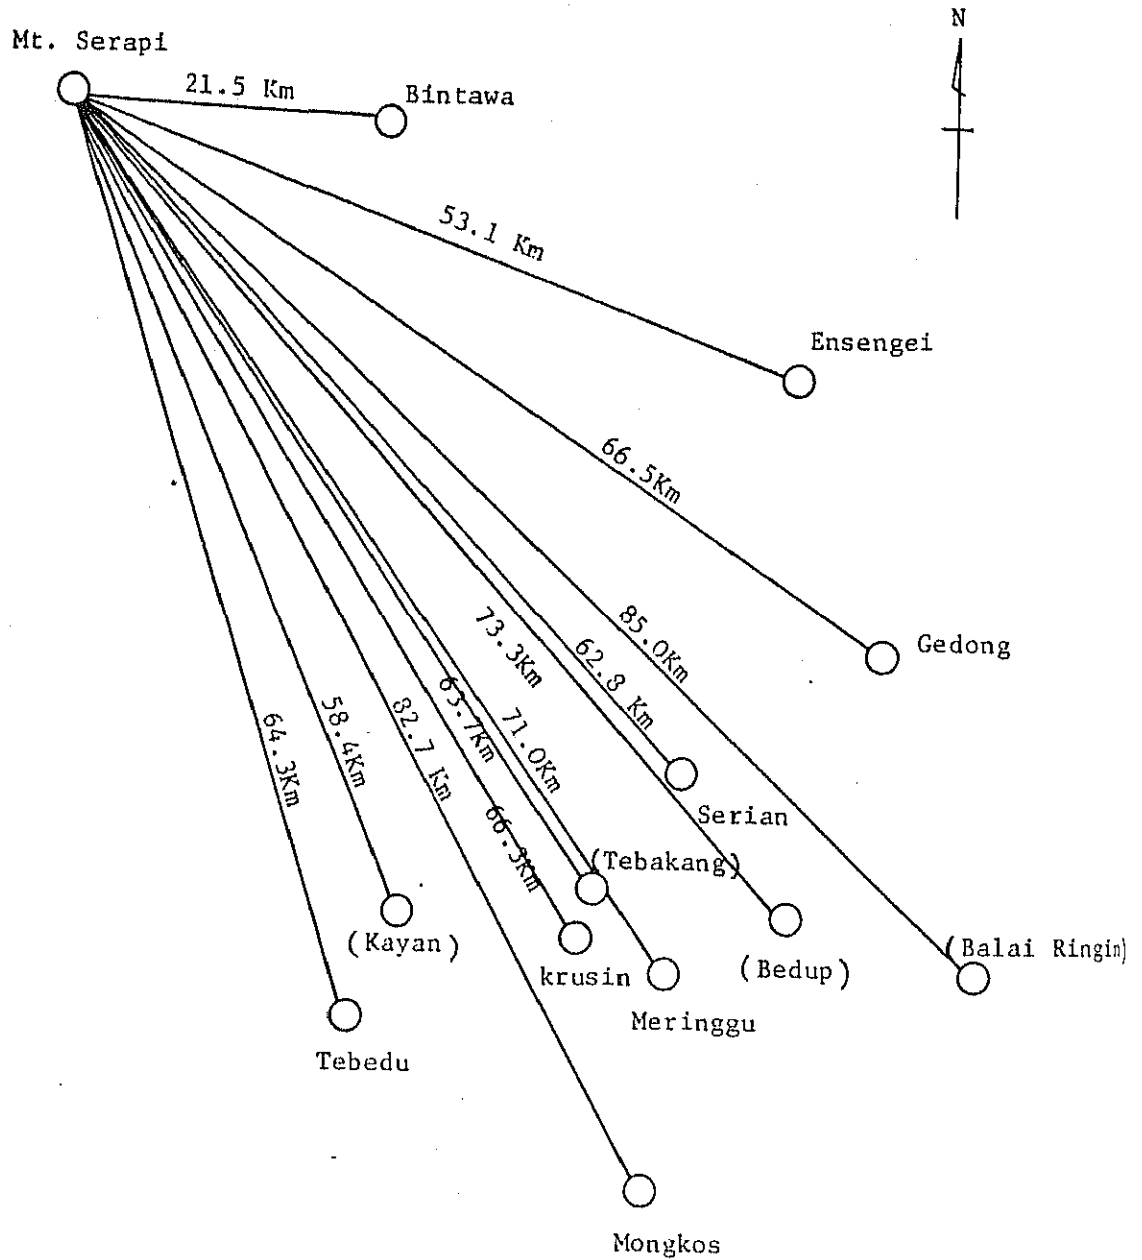 N
Mt. Serapi
21.5 Km
Bintawa
53.1 Km
Ensengei
66.5Km
Gedong
85.0Km
73.3Km
62.8 Km
63.7Km
71.0Km
82.7 Km
58.4Km
64.3Km
66.3Km
Serian
(Tebakang)
(Kayan)
(Balai Ringin)
(Bedup)
krusin
Meringgu
Tebedu
Mongkos